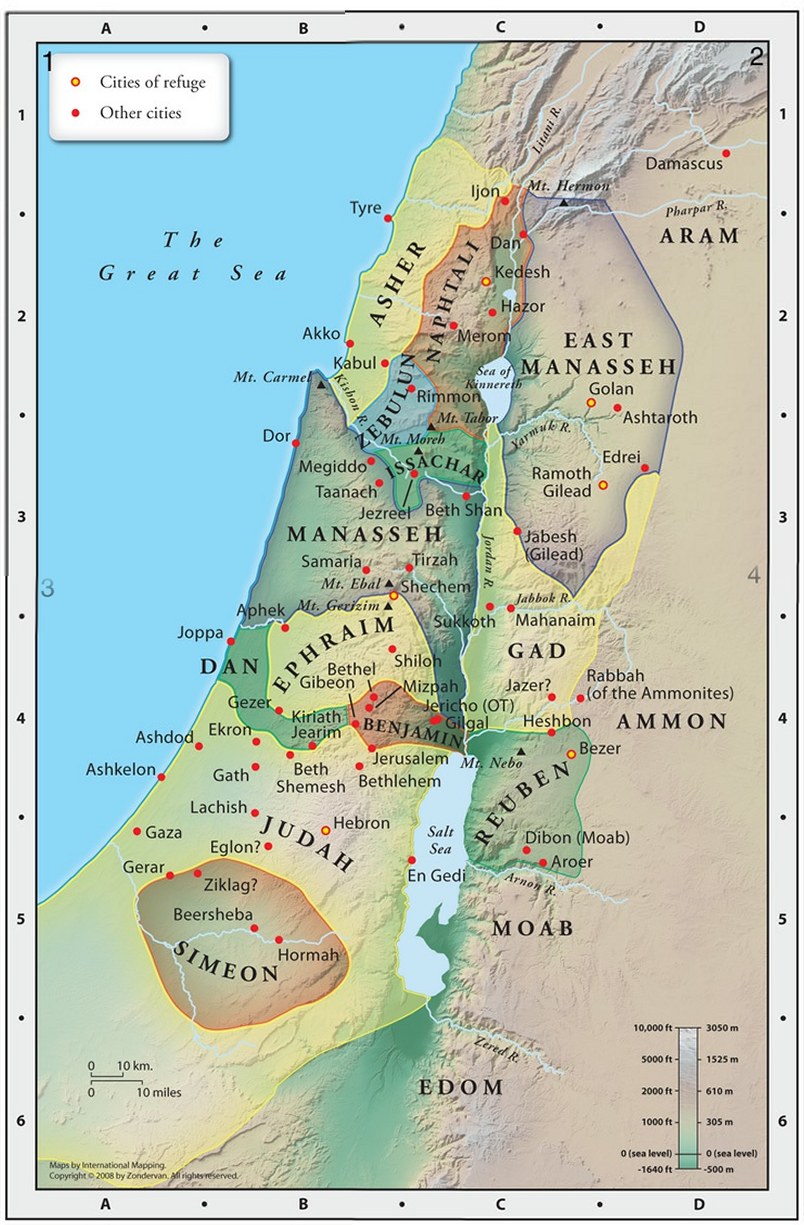 A
B
C
D
1
2
Cities of refuge
Other cities
1
1
Litani R.
Damascus
Ijon
Mt. Hermon
Tyre
Pharpar R.
The
Great Sea
Dan
ARAM
ASHER
NAPHTALI
Kedesh
Hazor
2
2
Akko
Merom
EAST
MANASSEH
Kabul
Sea of
Kinnereth
Mt. Carmel
Kishon R.
ZEBULUN
Rimmon
Golan
Ashtaroth
Mt. Tabor
Dor
Mt. Moreh
Yarmuk R.
Megiddo
ISSACHAR
Edrei
Taanach
Ramoth
Gilead
Jezreel
Beth Shan
3
3
MANASSEH
Jabesh
(Gilead)
Jordan R.
Samaria
Tirzah
3
4
Mt. Ebal
Shechem
Mt. Gerizim
Jabbok R.
Aphek
Sukkoth
Mahanaim
Joppa
EPHRAIM
DAN
Shiloh
GAD
Bethel
Gibeon
Mizpah
Jazer?
Rabbah
(of the Ammonites)
Gezer
Kiriath
Jearim
Jericho (OT)
Gilgal
4
4
BENJAMIN
Heshbon
AMMON
Ashdod
Ekron
Jerusalem
Mt. Nebo
Bezer
Ashkelon
Gath
Beth
Shemesh
Bethlehem
REUBEN
Lachish
JUDAH
Hebron
Salt
Sea
Gaza
Eglon?
Dibon (Moab)
Gerar
Ziklag?
En Gedi
Aroer
Arnon R.
5
5
Beersheba
MOAB
SIMEON
Hormah
Zered R.
10,000 ft
3050 m
5000 ft
1525 m
2000 ft
610 m
1000 ft
305 m
0 (sea level)
0 (sea level)
-1640 ft
-500 m
0
10 km.
0
10 miles
EDOM
6
6
Maps by International Mapping.
Copyright © 2008 by Zondervan. All rights reserved.
A
B
C
D